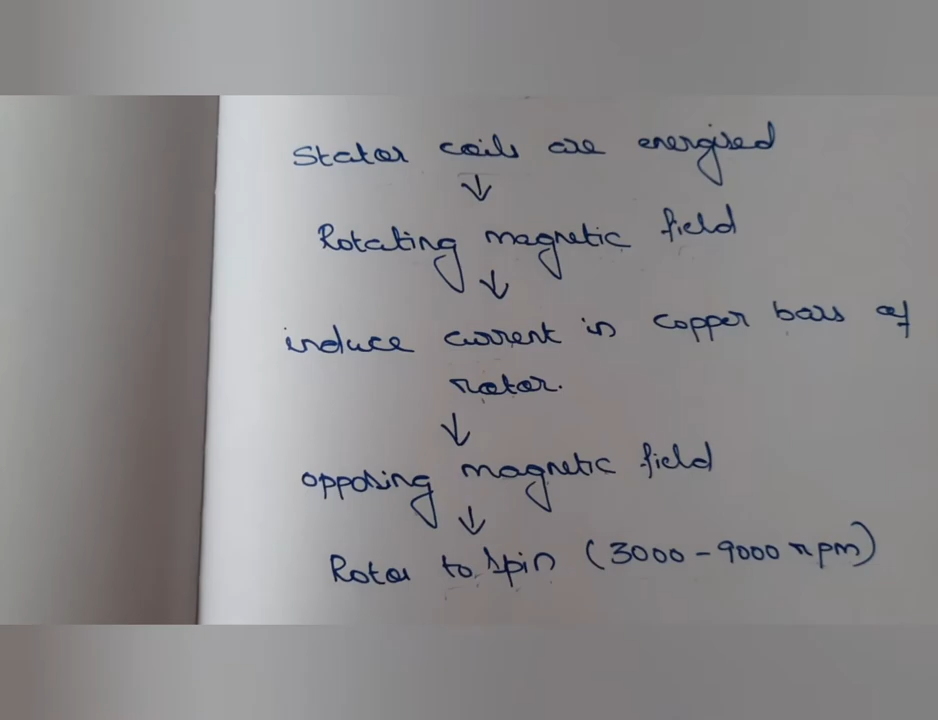 Stator coils are energised
↓
Rotating magnetic field
↓
induce current in copper bars of
rotor.
↓
opposing magnetic field
↓
Rotor to spin (3000-9000 rpm)